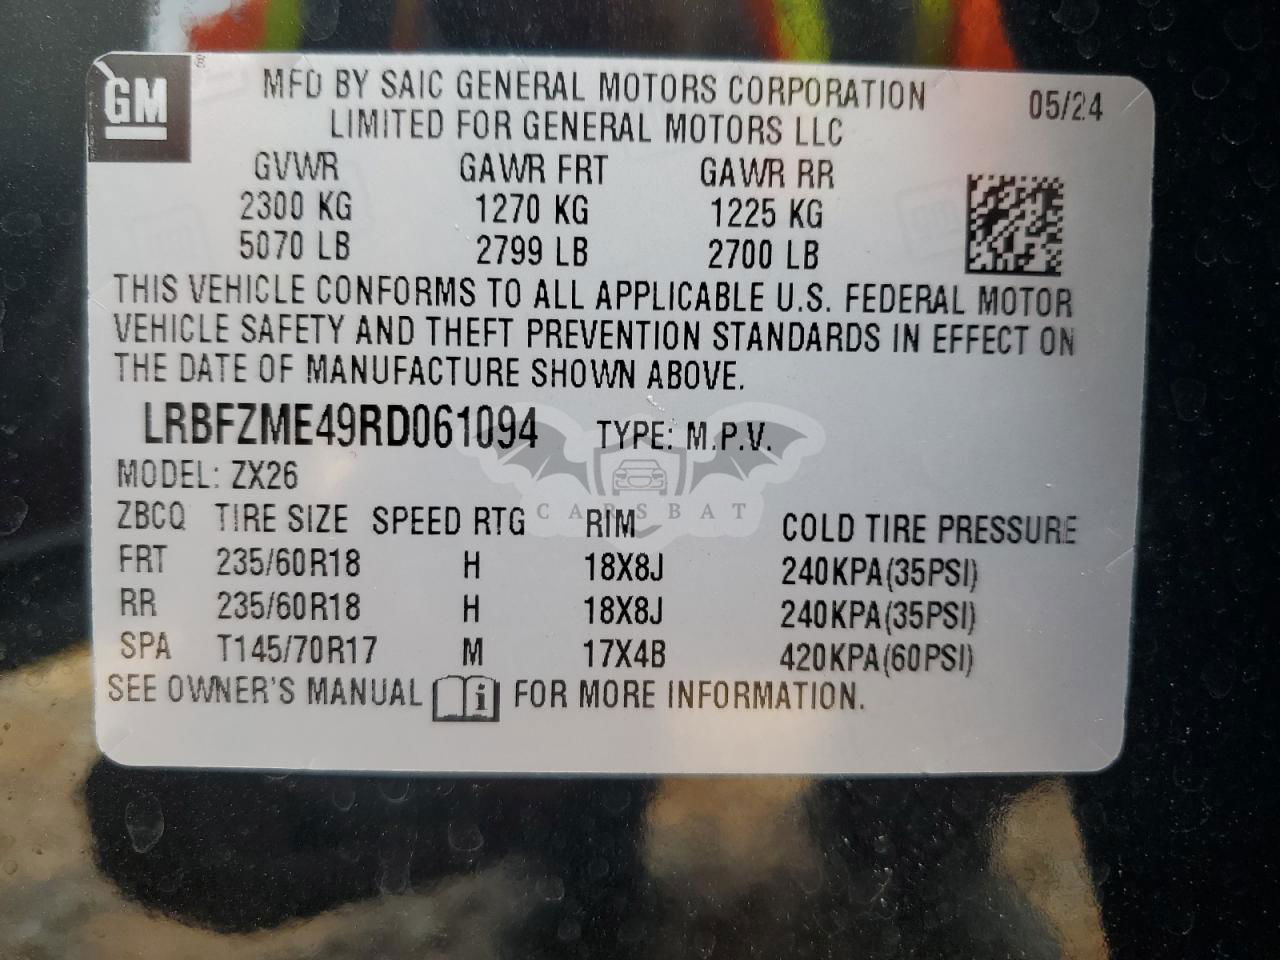 GM ®
MFD BY SAIC GENERAL MOTORS CORPORATION 05/24
LIMITED FOR GENERAL MOTORS LLC
GVWR GAWR FRT GAWR RR
2300 KG 1270 KG 1225 KG
5070 LB 2799 LB 2700 LB
THIS VEHICLE CONFORMS TO ALL APPLICABLE U.S. FEDERAL MOTOR
VEHICLE SAFETY AND THEFT PREVENTION STANDARDS IN EFFECT ON
THE DATE OF MANUFACTURE SHOWN ABOVE.
LRBFZME49RD061094 TYPE: M.P.V.
MODEL: ZX26
CARSBAT
ZBCQ TIRE SIZE SPEED RTG RIM COLD TIRE PRESSURE
FRT 235/60R18 H 18X8J 240KPA(35PSI)
RR 235/60R18 H 18X8J 240KPA(35PSI)
SPA T145/70R17 M 17X4B 420KPA(60PSI)
SEE OWNER'S MANUAL i FOR MORE INFORMATION.